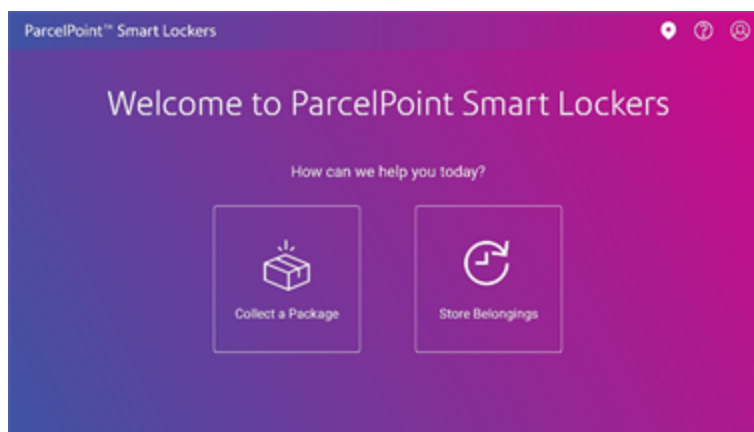 ParcelPoint™ Smart Lockers
Welcome to ParcelPoint Smart Lockers
How can we help you today?
Collect a Package
Store Belongings